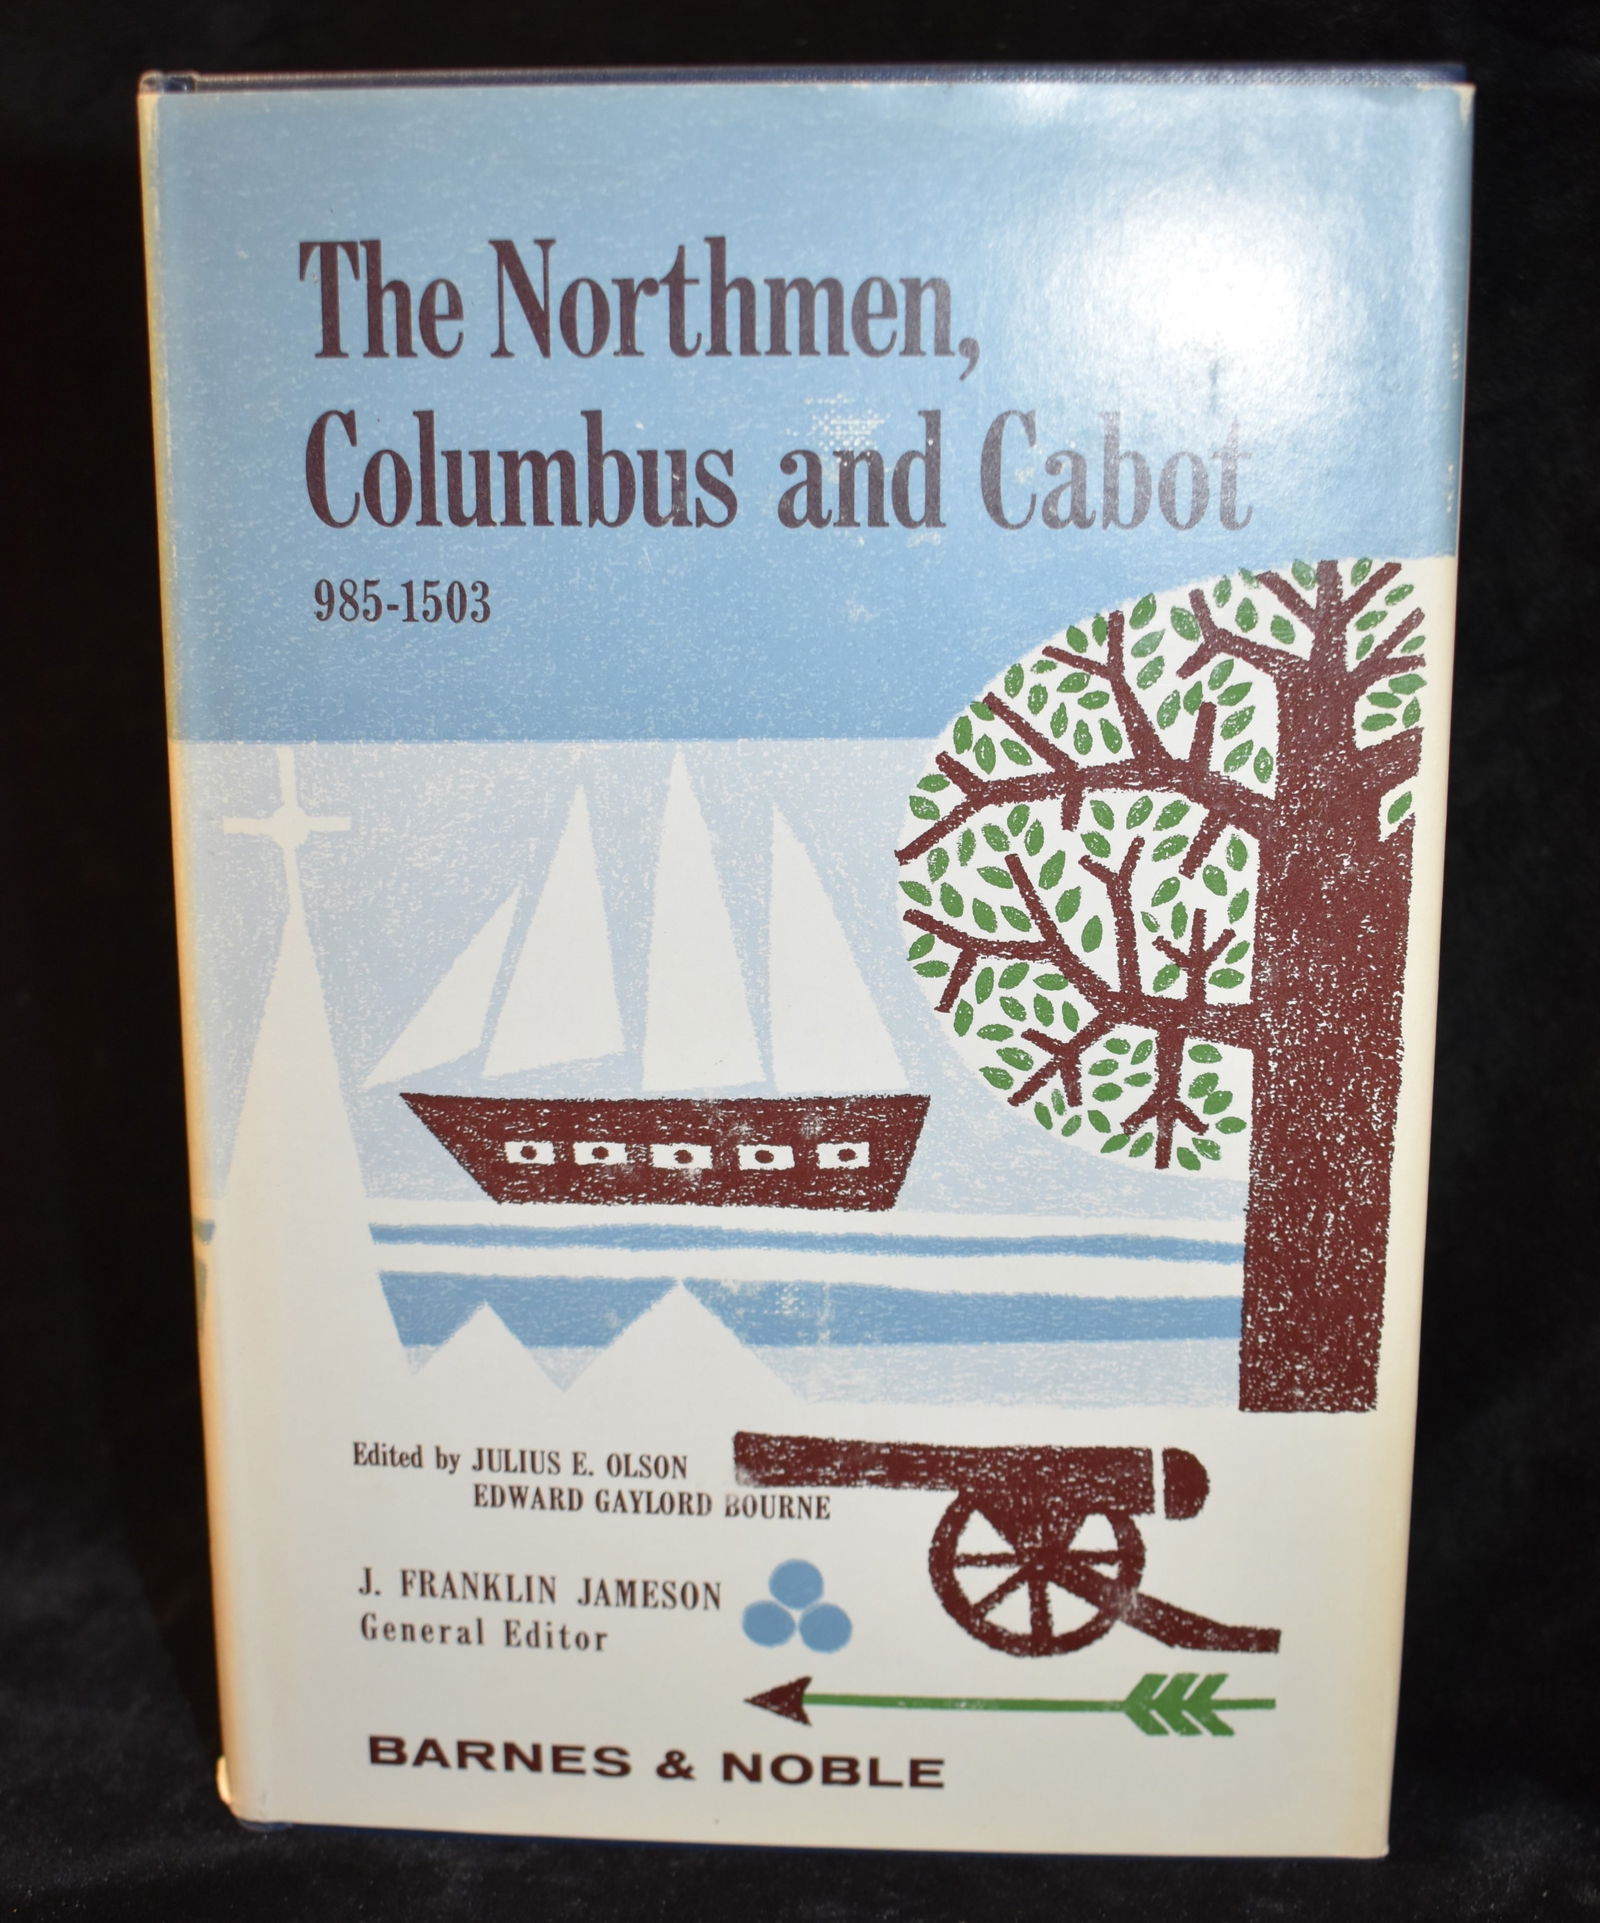 The Northmen,
Columbus and Cabot
985-1503
Edited by JULIUS E. OLSON
EDWARD GAYLORD BOURNE
J. FRANKLIN JAMESON
General Editor
BARNES & NOBLE